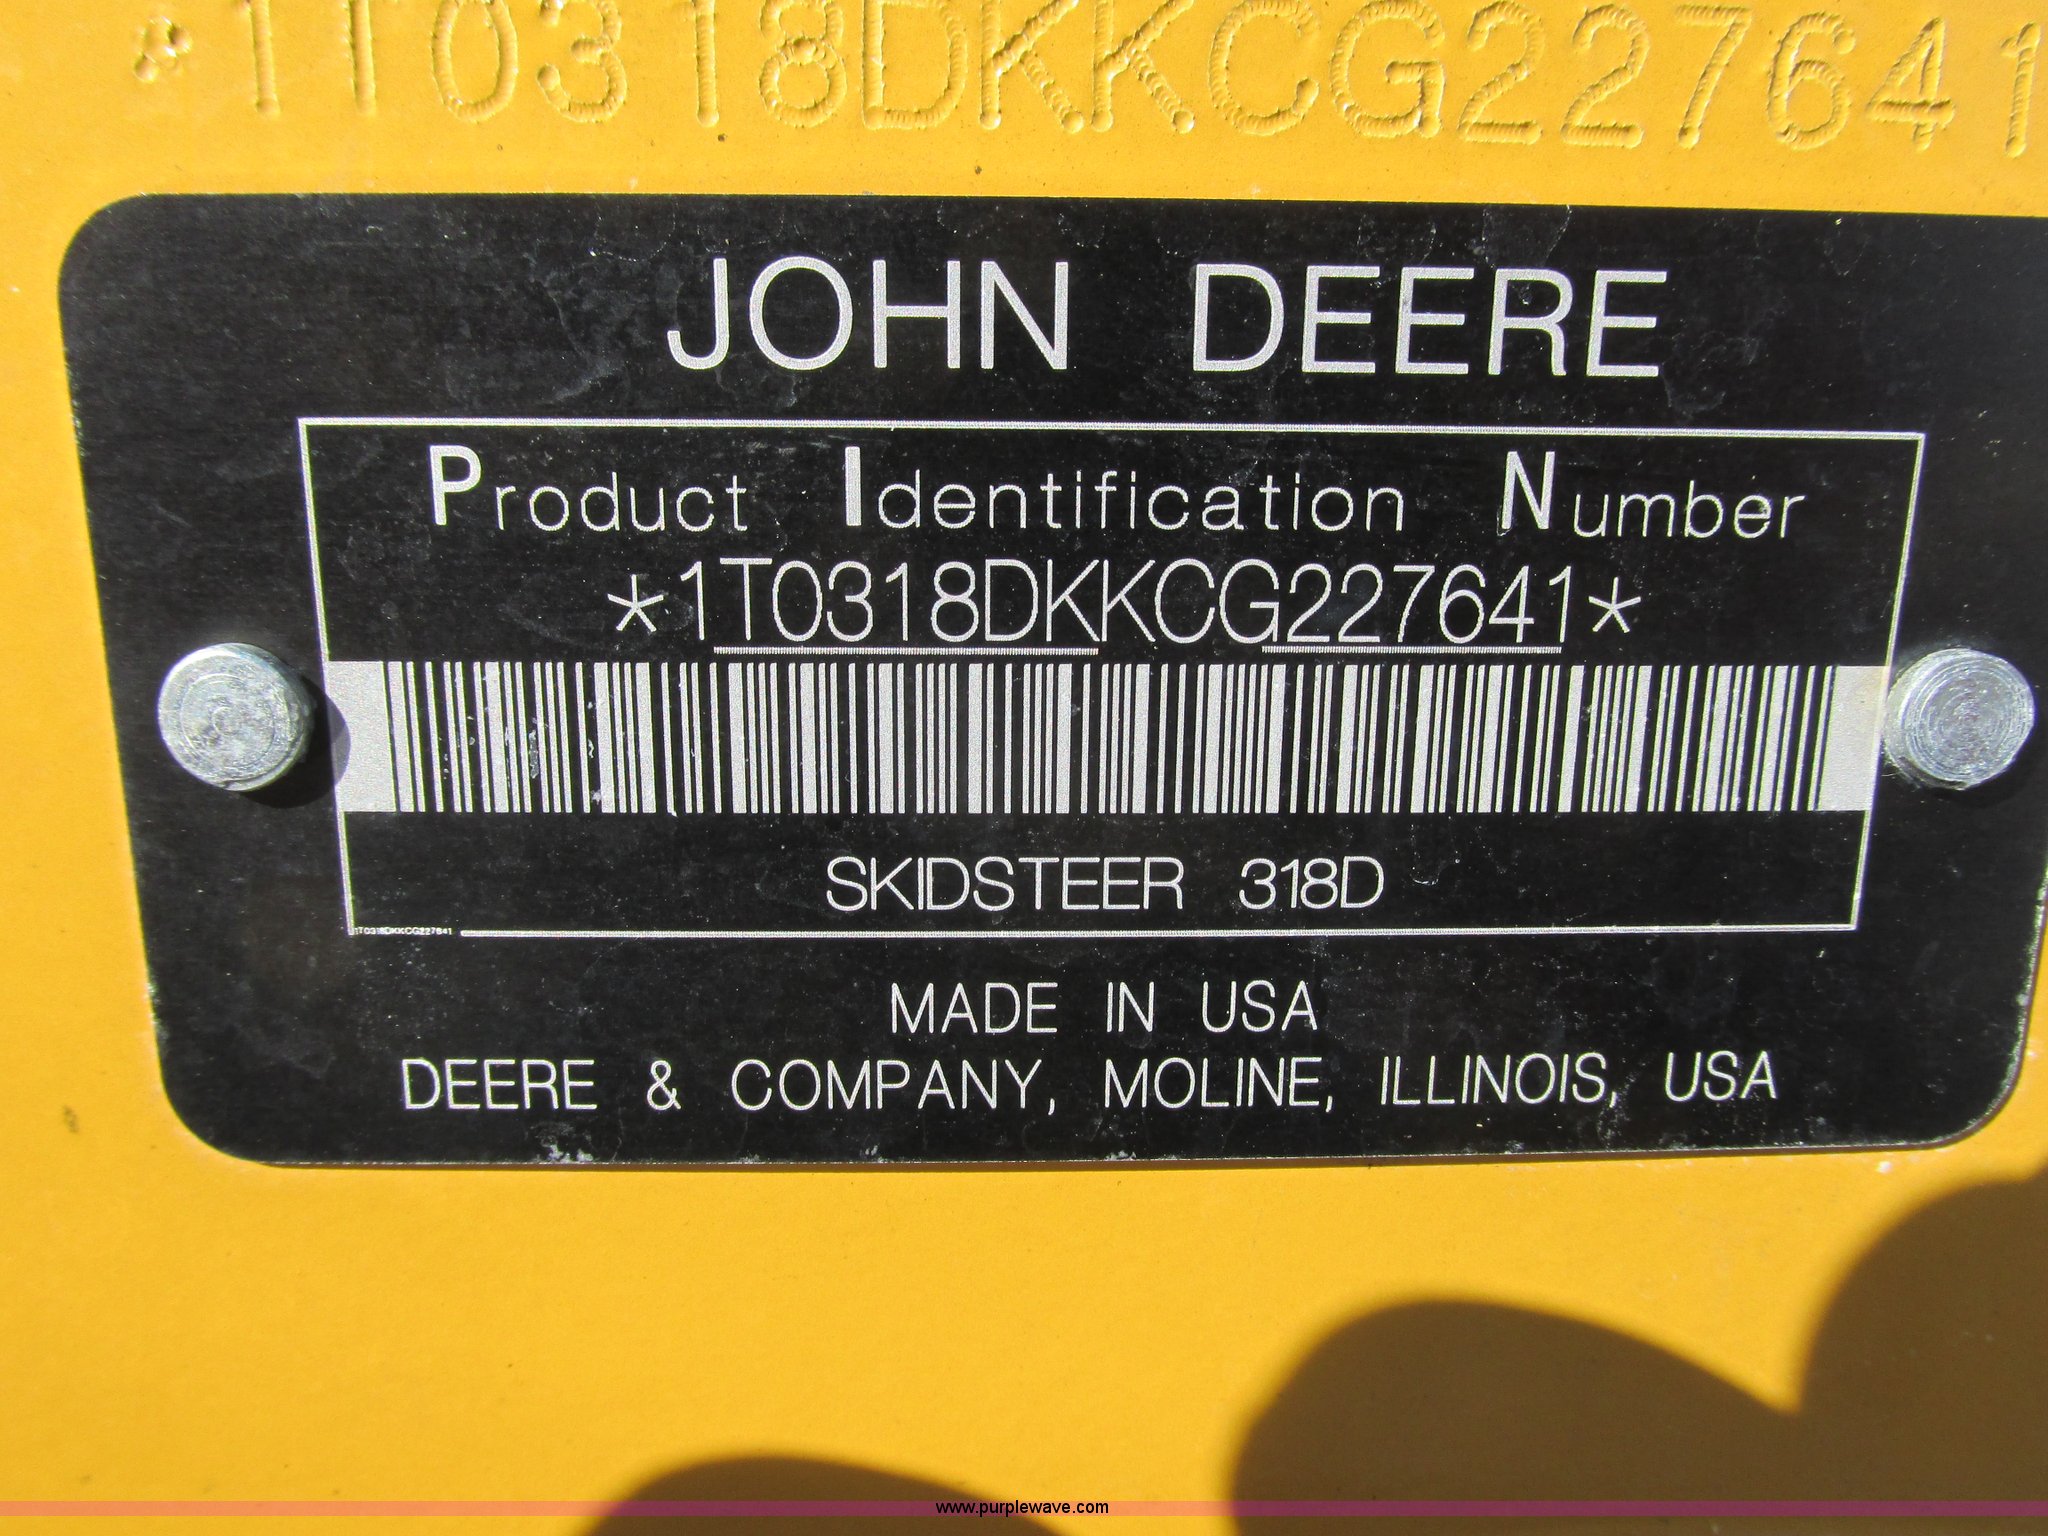 *1T0318DKKCG227641
JOHN DEERE
Product Identification Number
*1T0318DKKCG227641*
SKIDSTEER 318D
1T0318DKKCG227641
MADE IN USA
DEERE & COMPANY, MOLINE, ILLINOIS, USA
www.purplewave.com